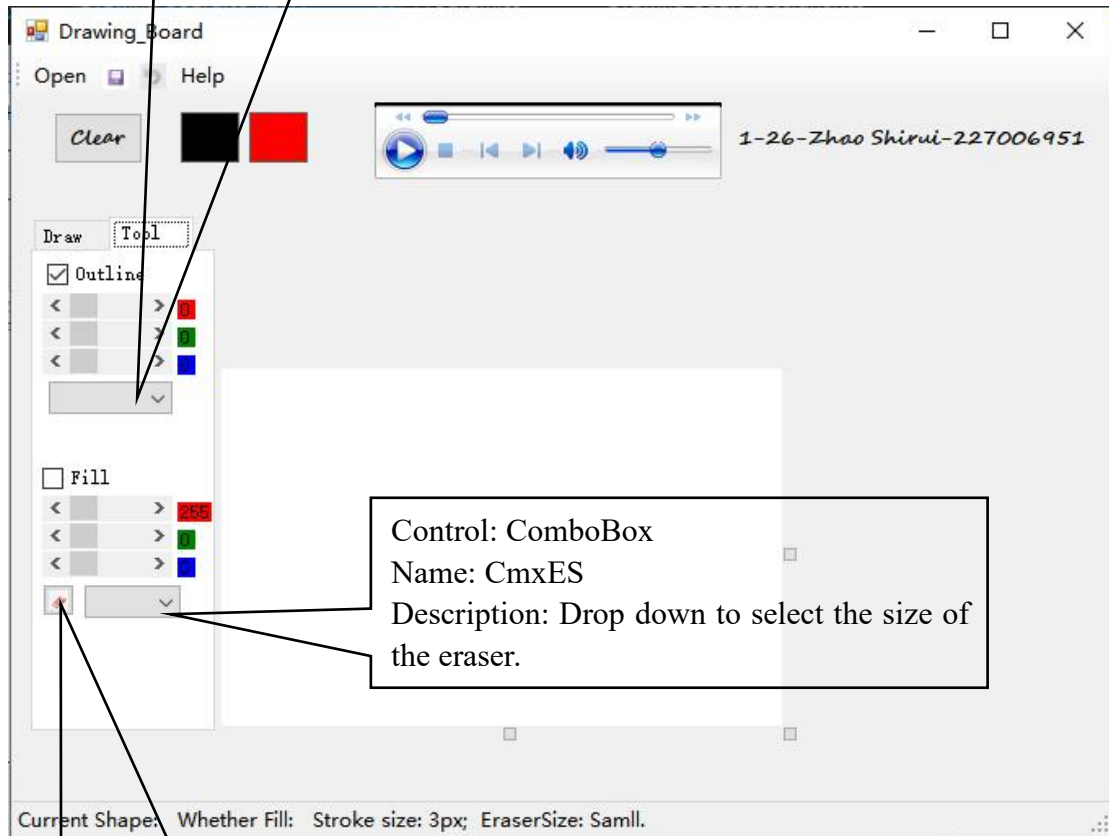 Drawing_Board
Open Help
Clear
1-26-Zhao Shirui-227006951
Draw Tool
Outline
0
0
0
Fill
255
0
0
Control: ComboBox
Name: CmxES
Description: Drop down to select the size of
the eraser.
Current Shape: Whether Fill: Stroke size: 3px; EraserSize: Samll.